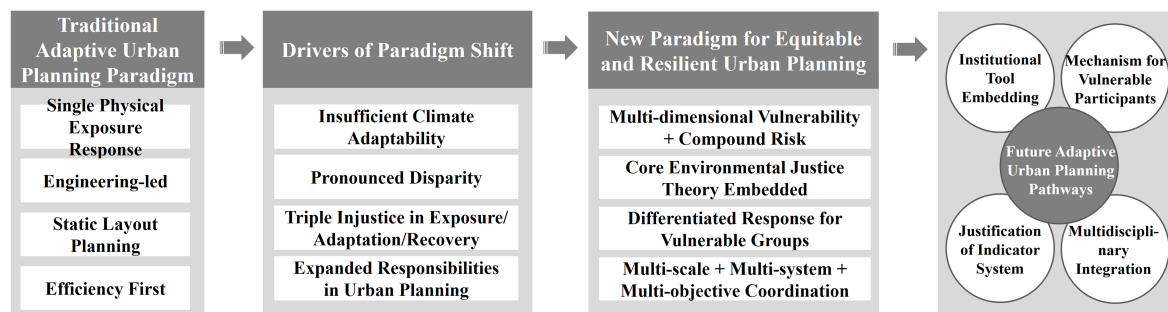 Traditional
Adaptive Urban
Planning Paradigm
Single Physical
Exposure
Response
Engineering-led
Static Layout
Planning
Efficiency First
Drivers of Paradigm Shift
Insufficient Climate
Adaptability
Pronounced Disparity
Triple Injustice in Exposure/
Adaptation/Recovery
Expanded Responsibilities
in Urban Planning
New Paradigm for Equitable
and Resilient Urban Planning
Multi-dimensional Vulnerability
+ Compound Risk
Core Environmental Justice
Theory Embedded
Differentiated Response for
Vulnerable Groups
Multi-scale + Multi-system +
Multi-objective Coordination
Institutional
Tool
Embedding
Mechanism for
Vulnerable
Participants
Future Adaptive
Urban Planning
Pathways
Justification
of Indicator
System
Multidiscipli-
nary
Integration